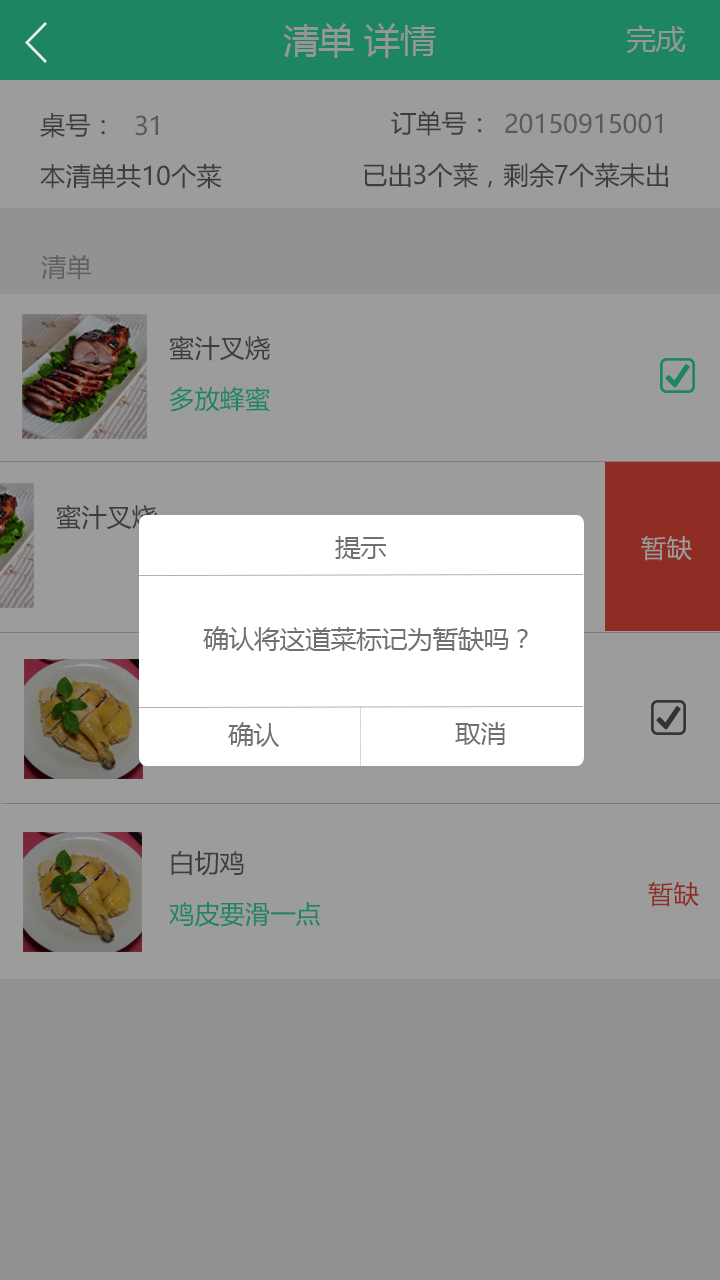 清单 详情
完成
桌号： 31
订单号： 20150915001
本清单共10个菜
已出3个菜，剩余7个菜未出
清单
蜜汁叉烧
多放蜂蜜
蜜汁叉烧
暂缺
提示
确认将这道菜标记为暂缺吗？
确认
取消
白切鸡
鸡皮要滑一点
暂缺